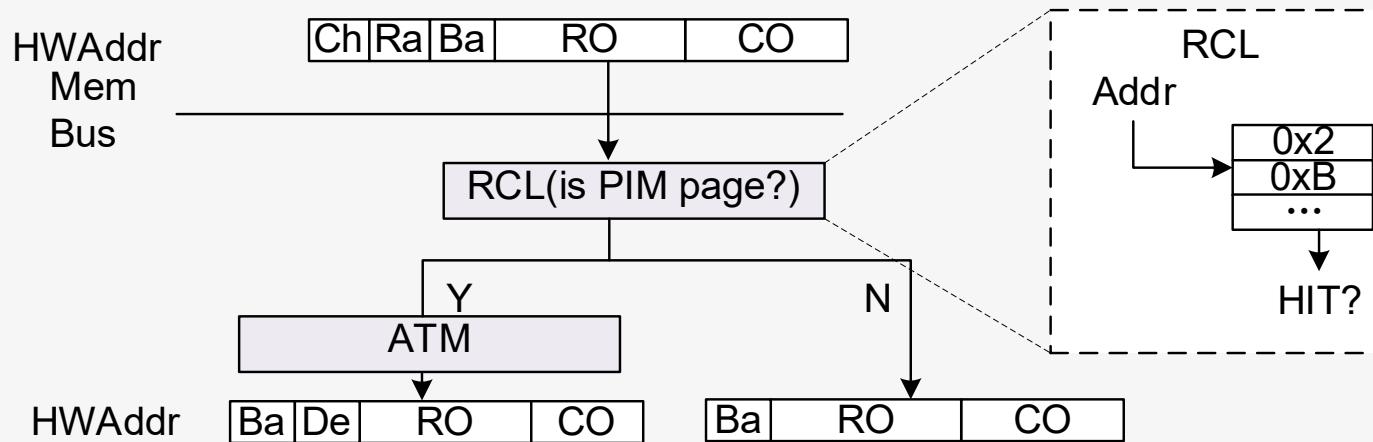 HWAddr
Ch Ra Ba RO CO
Mem
Bus
RCL(is PIM page?)
Y
N
ATM
HWAddr
Ba De RO CO
Ba RO CO
RCL
Addr
0x2
0xB
...
HIT?